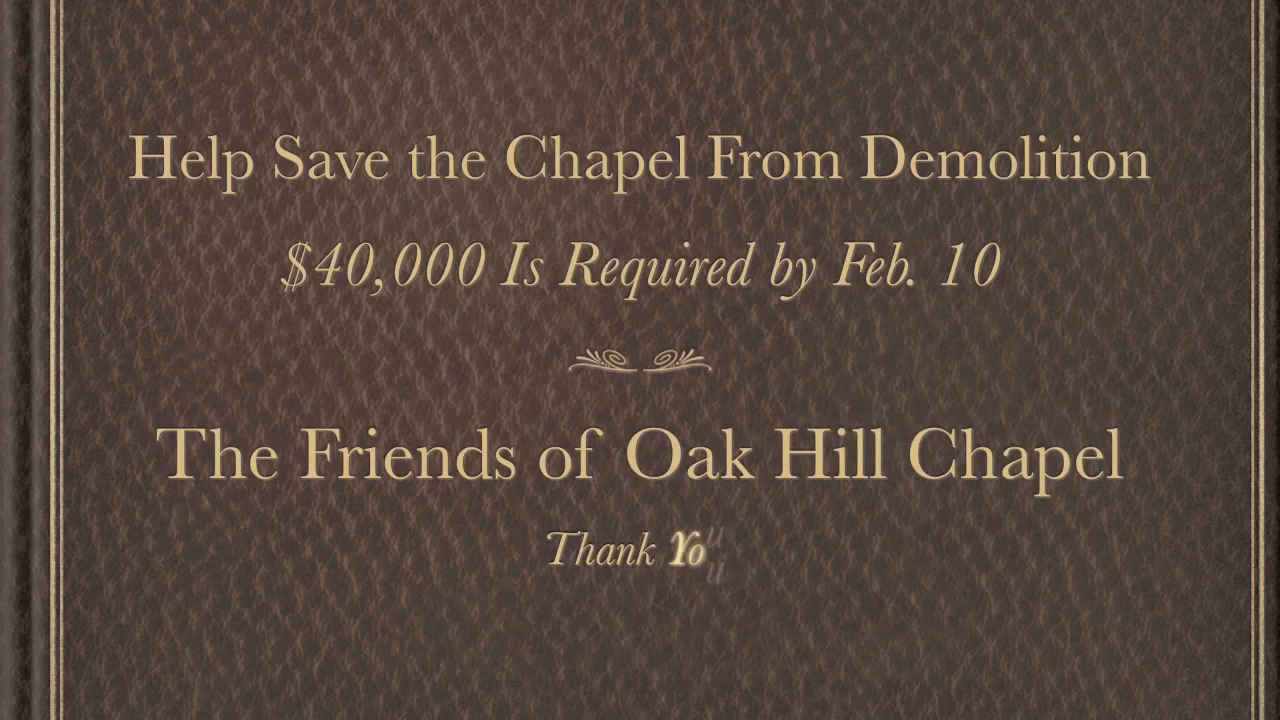 Help Save the Chapel From Demolition
$40,000 Is Required by Feb. 10
The Friends of Oak Hill Chapel
Thank You